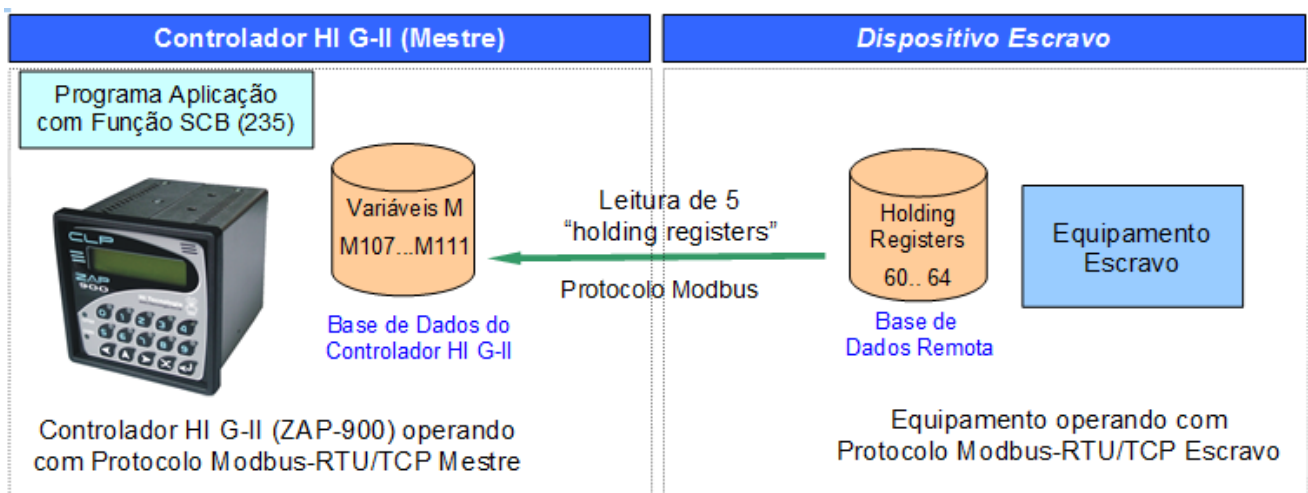 Controlador HI G-II (Mestre)
Dispositivo Escravo
Programa Aplicação
com Função SCB (235)
CLP
ZAP
900
HI Tecnologia
Variáveis M
M107...M111
Base de Dados do
Controlador HI G-II
Leitura de 5
“holding registers”
Protocolo Modbus
Holding
Registers
60.. 64
Base de
Dados Remota
Equipamento
Escravo
Controlador HI G-II (ZAP-900) operando
com Protocolo Modbus-RTU/TCP Mestre
Equipamento operando com
Protocolo Modbus-RTU/TCP Escravo